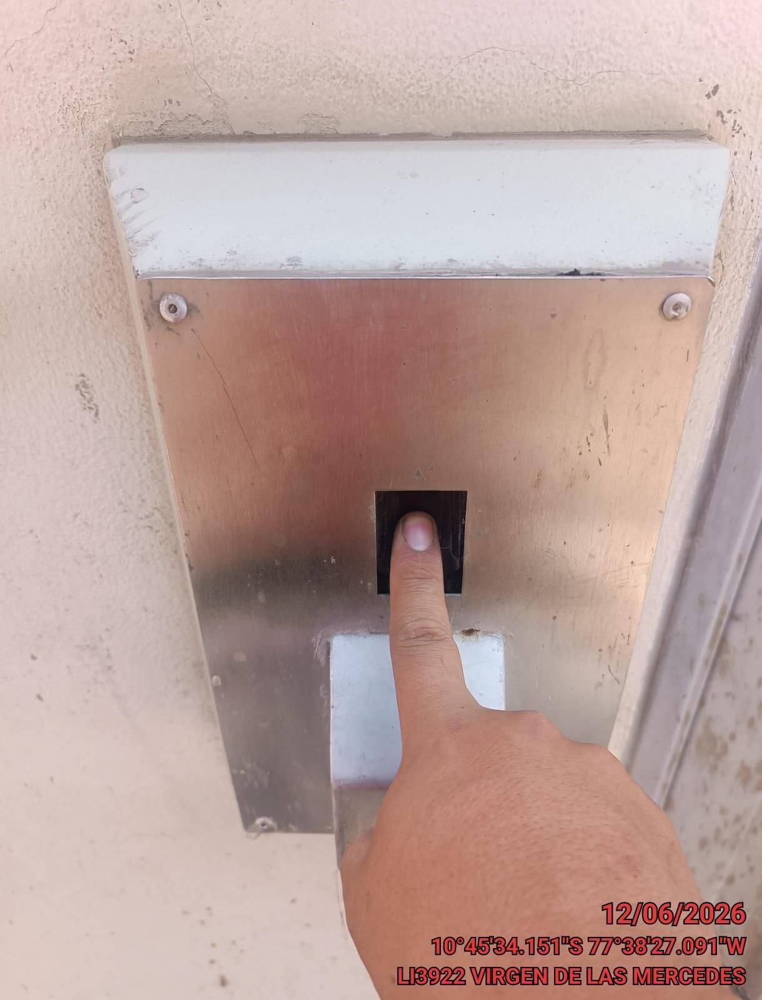 12/06/2026
10°45'34.151"S 77°38'27.091"W
LI3922 VIRGEN DE LAS MERCEDES